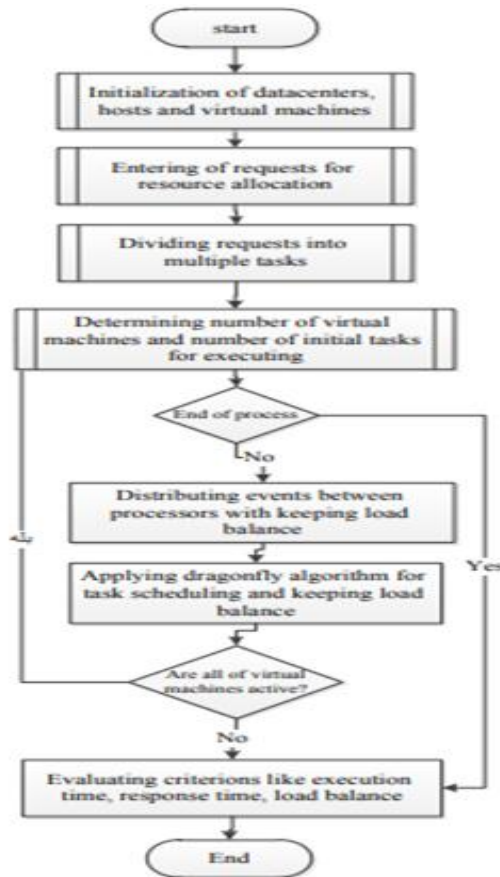 start
Initialization of datacenters,
hosts and virtual machines
Entering of requests for
resource allocation
Dividing requests into
multiple tasks
Determining number of virtual
machines and number of initial tasks
for executing
End of process
No
Distributing events between
processors with keeping load
balance
بله
Yes
Applying dragonfly algorithm for
task scheduling and keeping load
balance
Are all of virtual
machines active?
No
Evaluating criterions like execution
time, response time, load balance
End